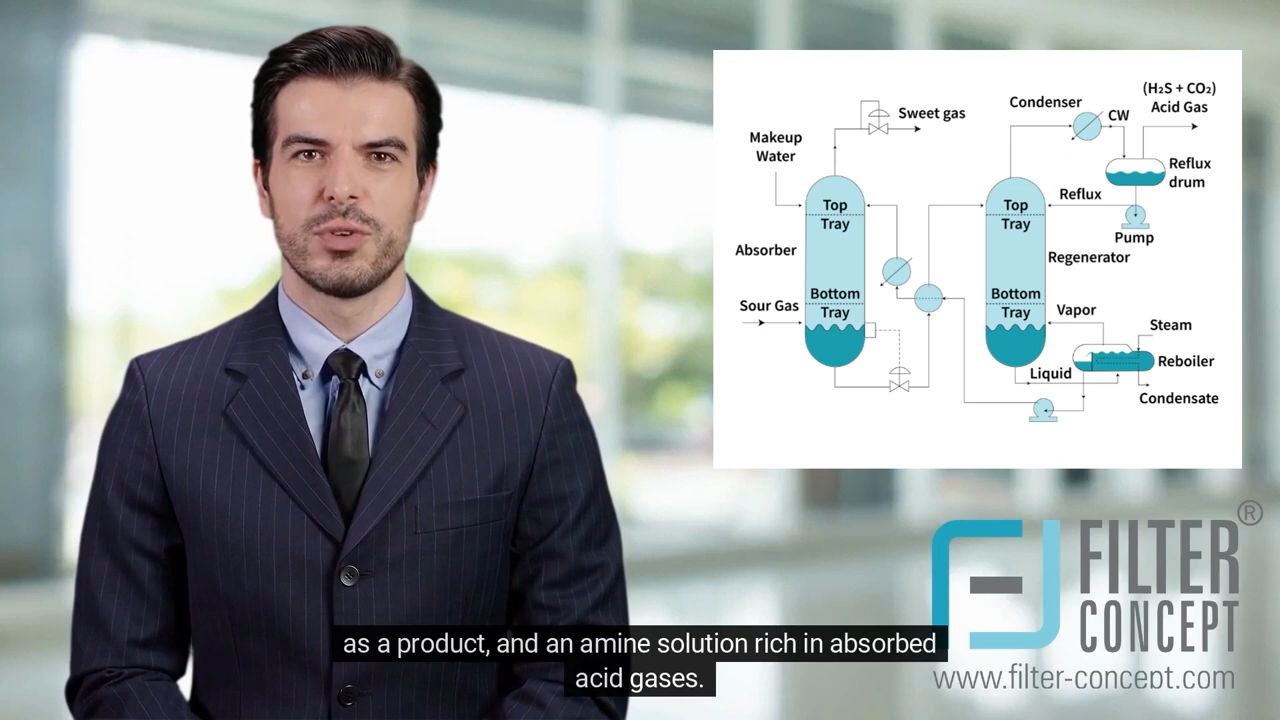 (H₂S + CO₂)
Acid Gas
Condenser
CW
Sweet gas
Makeup
Water
Reflux
drum
Reflux
Top
Tray
Top
Tray
Pump
Absorber
Regenerator
Bottom
Tray
Bottom
Tray
Sour Gas
Vapor
Steam
Reboiler
Liquid
Condensate
®
FILTER
CONCEPT
www.filter-concept.com
as a product, and an amine solution rich in absorbed
acid gases.